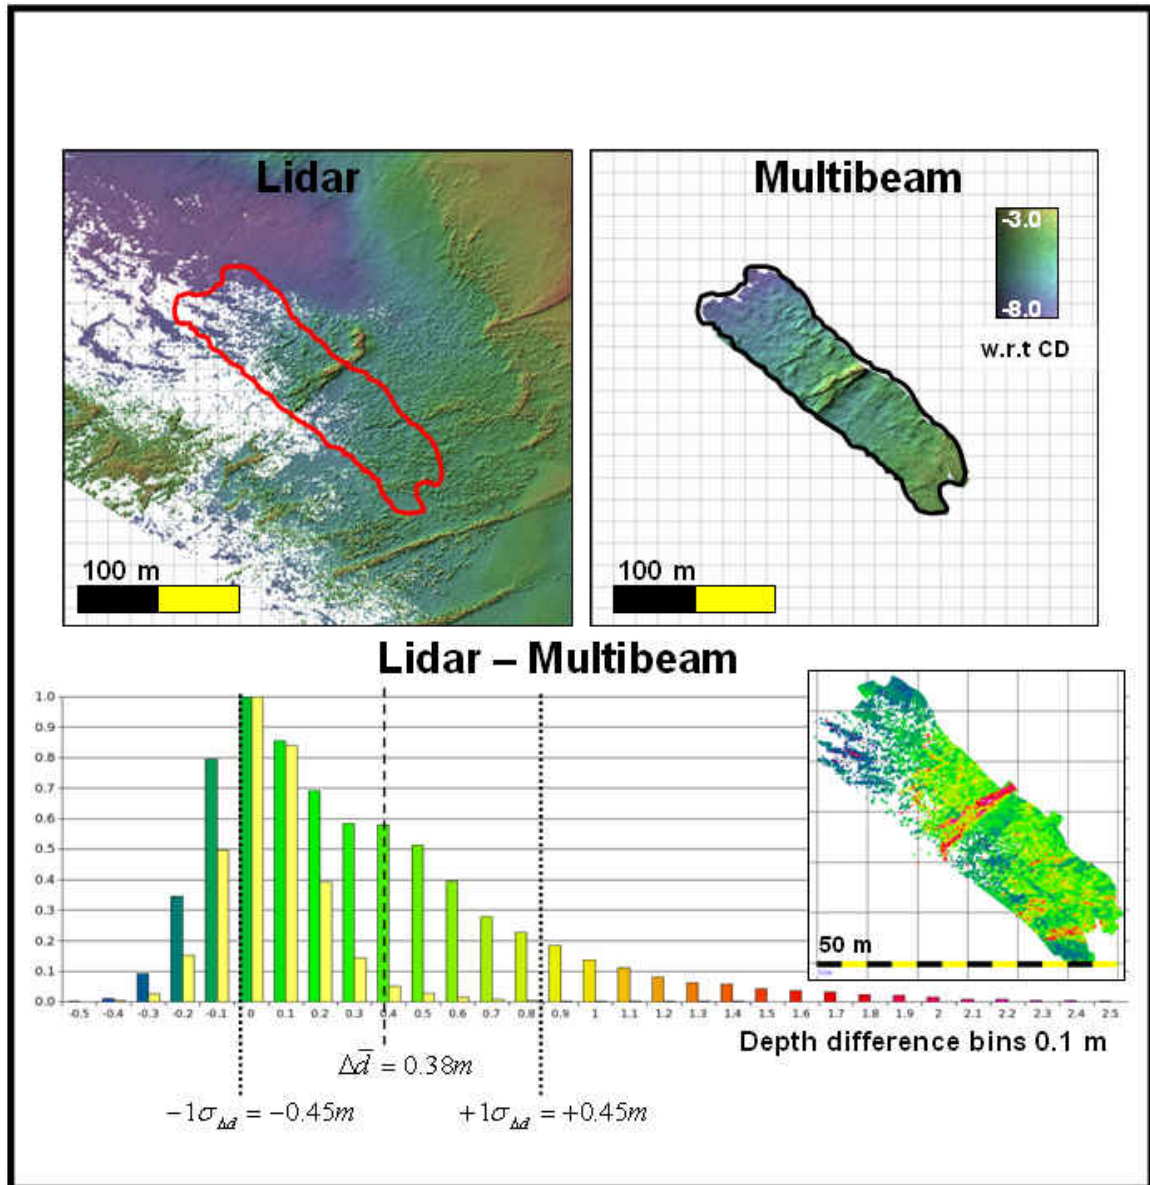 Lidar
Multibeam
-3.0
-8.0
w.r.t CD
100 m
100 m
Lidar – Multibeam
1.0
0.9
0.8
0.7
0.6
0.5
0.4
0.3
0.2
0.1
0.0
50 m
-0.5 -0.4 -0.3 -0.2 -0.1 0 0.1 0.2 0.3 0.4 0.5 0.6 0.7 0.8 0.9 1 1.1 1.2 1.3 1.4 1.5 1.6 1.7 1.8 1.9 2 2.1 2.2 2.3 2.4 2.5
Depth difference bins 0.1 m
Δd̅ = 0.38m
−1σΔd = −0.45m
+1σΔd = +0.45m